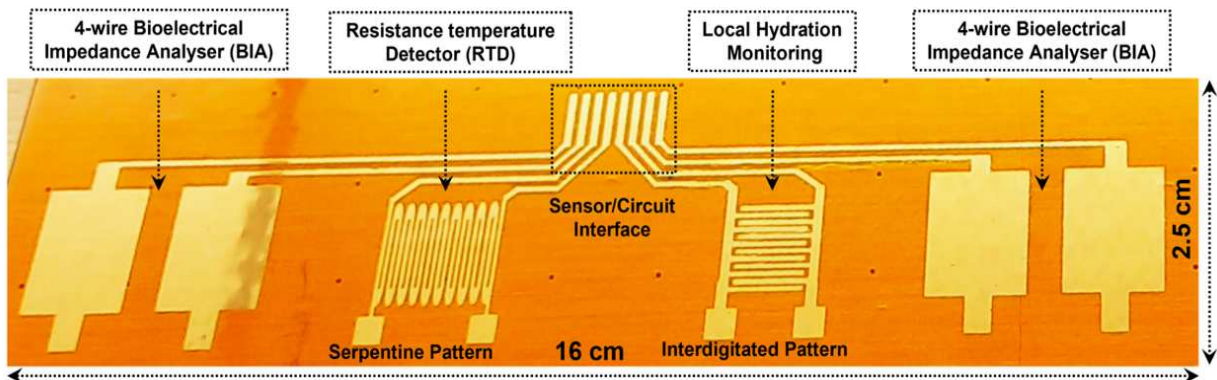 4-wire Bioelectrical
Impedance Analyser (BIA)
Resistance temperature
Detector (RTD)
Local Hydration
Monitoring
4-wire Bioelectrical
Impedance Analyser (BIA)
Sensor/Circuit
Interface
2.5 cm
Serpentine Pattern
16 cm
Interdigitated Pattern